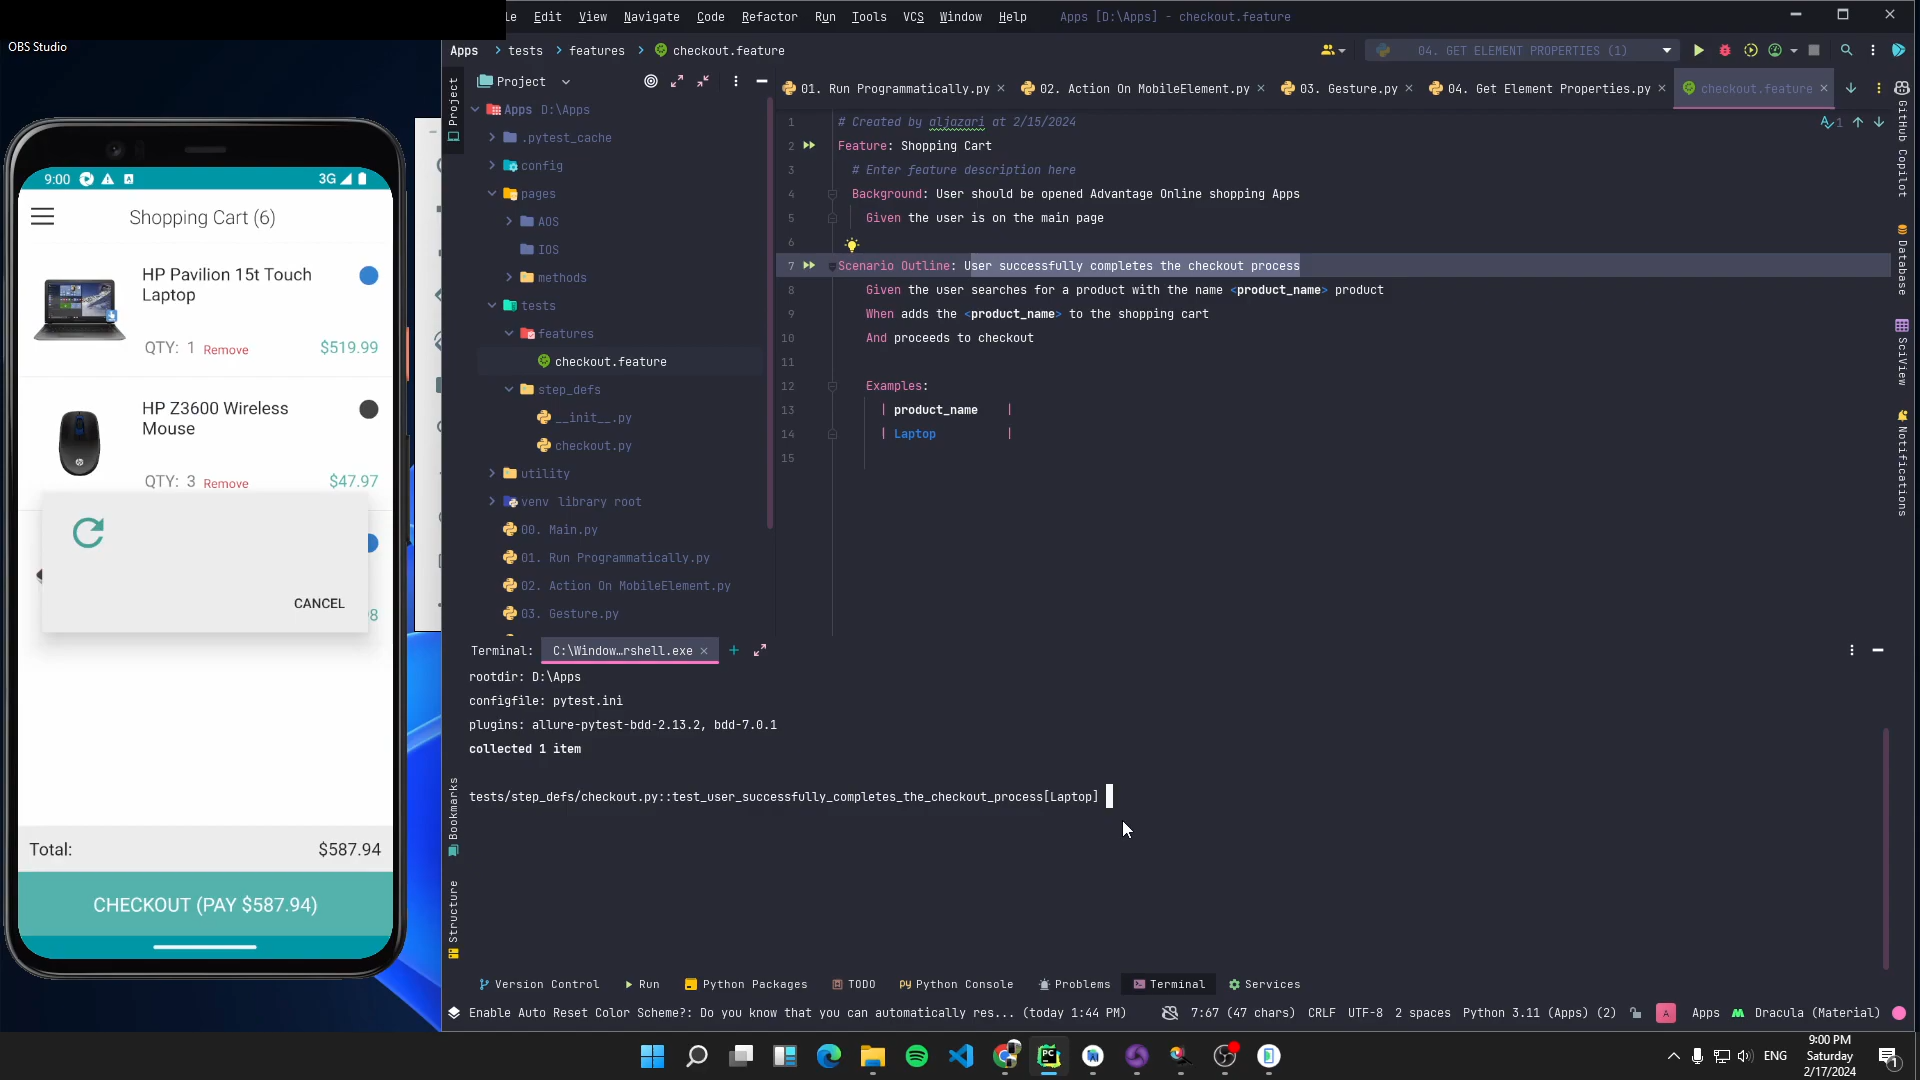 OBS Studio
le Edit View Navigate Code Refactor Run Tools VCS Window Help Apps [D:\Apps] - checkout.feature
Apps tests features checkout.feature
04. GET ELEMENT PROPERTIES (1)
Project
01. Run Programmatically.py 02. Action On MobileElement.py 03. Gesture.py 04. Get Element Properties.py checkout.feature
Project
Apps D:\Apps
.pytest_cache
config
pages
AOS
IOS
methods
tests
features
checkout.feature
step_defs
__init__.py
checkout.py
utility
venv library root
00. Main.py
01. Run Programmatically.py
02. Action On MobileElement.py
03. Gesture.py
1 # Created by aljazari at 2/15/2024
2 Feature: Shopping Cart
3 # Enter feature description here
4 Background: User should be opened Advantage Online shopping Apps
5 Given the user is on the main page
6
7 Scenario Outline: User successfully completes the checkout process
8 Given the user searches for a product with the name <product_name> product
9 When adds the <product_name> to the shopping cart
10 And proceeds to checkout
11
12 Examples:
13 | product_name |
14 | Laptop |
15
1
GitHub Copilot
Database
SciView
Notifications
9:00 3G
Shopping Cart (6)
HP Pavilion 15t Touch
Laptop
QTY: 1 Remove $519.99
HP Z3600 Wireless
Mouse
QTY: 3 Remove $47.97
CANCEL
8
Total: $587.94
CHECKOUT (PAY $587.94)
Terminal: C:\Window…rshell.exe
rootdir: D:\Apps
configfile: pytest.ini
plugins: allure-pytest-bdd-2.13.2, bdd-7.0.1
collected 1 item
tests/step_defs/checkout.py::test_user_successfully_completes_the_checkout_process[Laptop]
Bookmarks
Structure
Version Control Run Python Packages TODO Python Console Problems Terminal Services
Enable Auto Reset Color Scheme?: Do you know that you can automatically res... (today 1:44 PM) 7:67 (47 chars) CRLF UTF-8 2 spaces Python 3.11 (Apps) (2) A Apps Dracula (Material)
ENG
9:00 PM
Saturday
2/17/2024
1